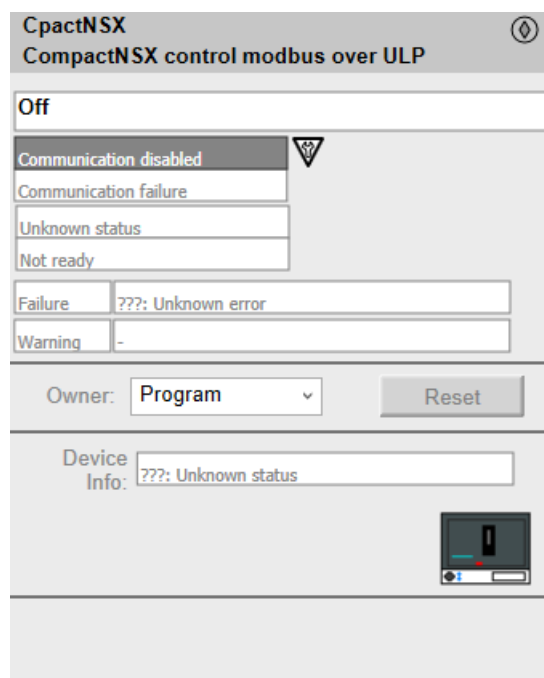 CpactNSX
CompactNSX control modbus over ULP
Off
Communication disabled
Communication failure
Unknown status
Not ready
Failure ???: Unknown error
Warning -
Owner: Program Reset
Device
Info: ???: Unknown status